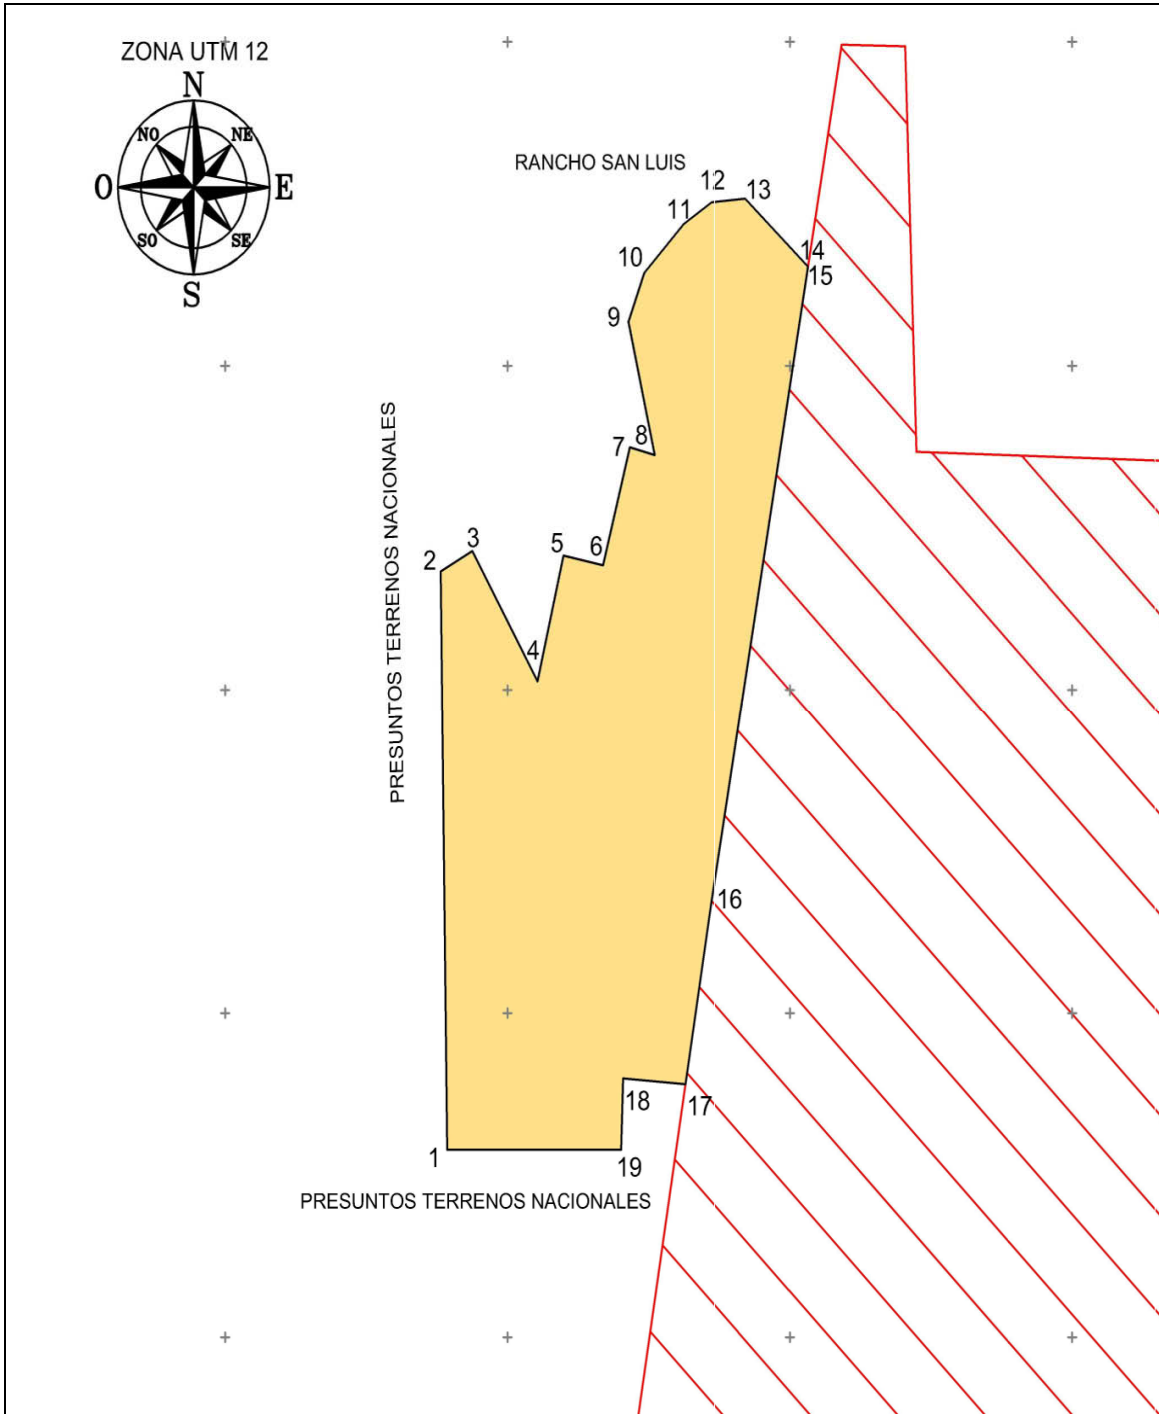 ZONA UTM 12
N
NO
NE
O
E
SO
SE
S
RANCHO SAN LUIS
12
13
11
14
10
15
9
8
7
PRESUNTOS TERRENOS NACIONALES
3
5
6
2
4
16
18
17
1
19
PRESUNTOS TERRENOS NACIONALES